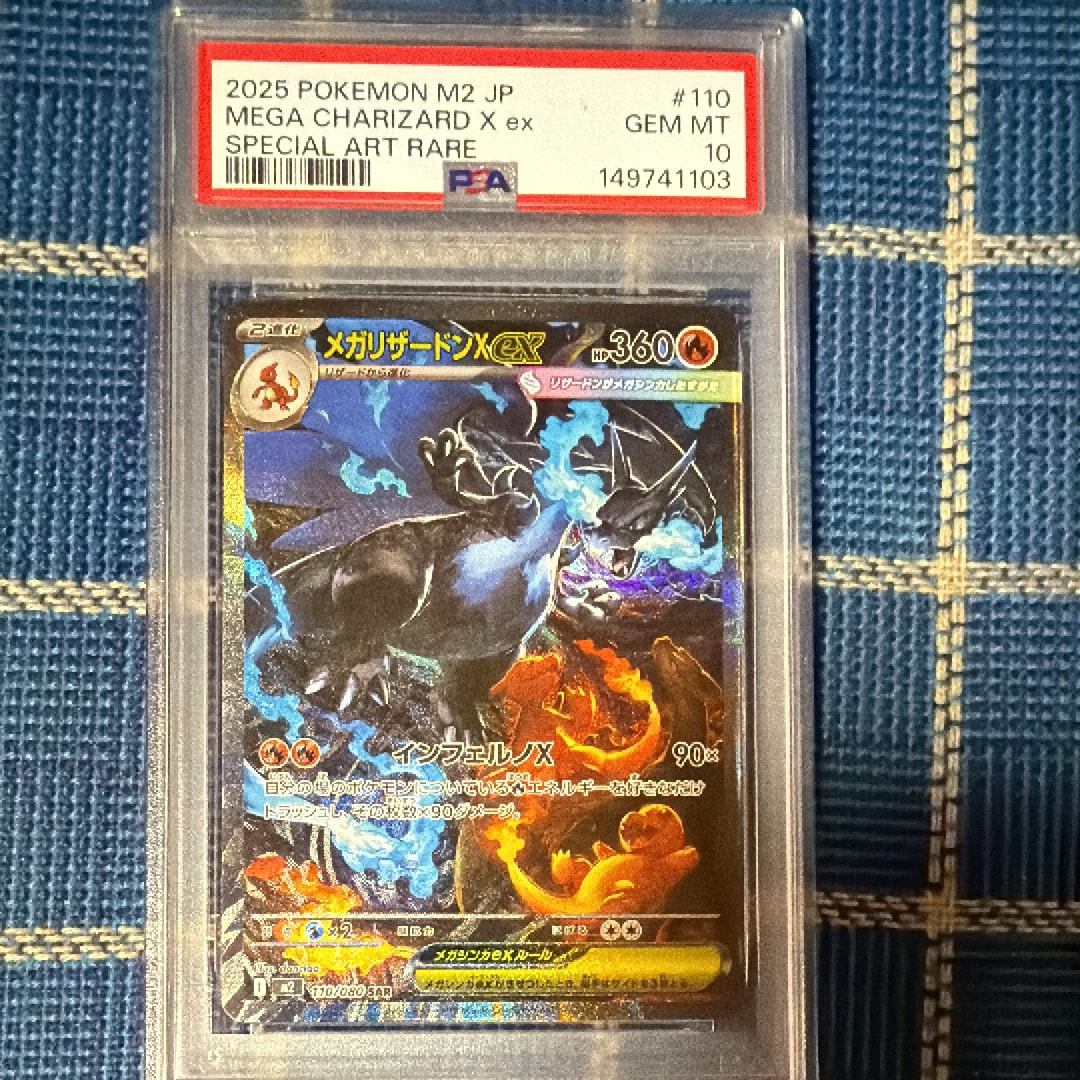 2025 POKEMON M2 JP
#110
MEGA CHARIZARD X ex
GEM MT
SPECIAL ART RARE
10
PSA
149741103
2進化
メガリザードンXex
HP360
リザードから進化
リザードンがメガシンカしたすがた
インフェルノX
90×
自分の場のポケモンについているエネルギーを好きなだけ
トラッシュし、その枚数×90ダメージ。
×2
抵抗力
にげる
メガシンカexルール
110/080 SAR